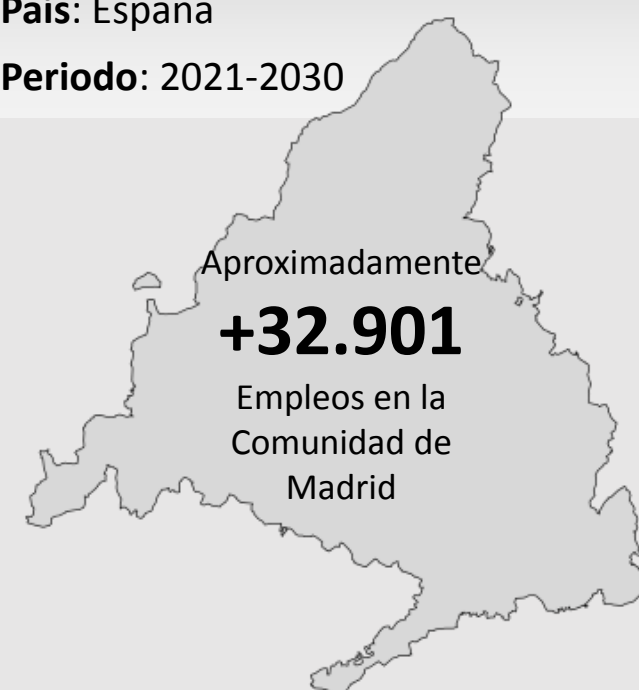 País: España
Periodo: 2021-2030
Aproximadamente
+32.901
Empleos en la
Comunidad de
Madrid